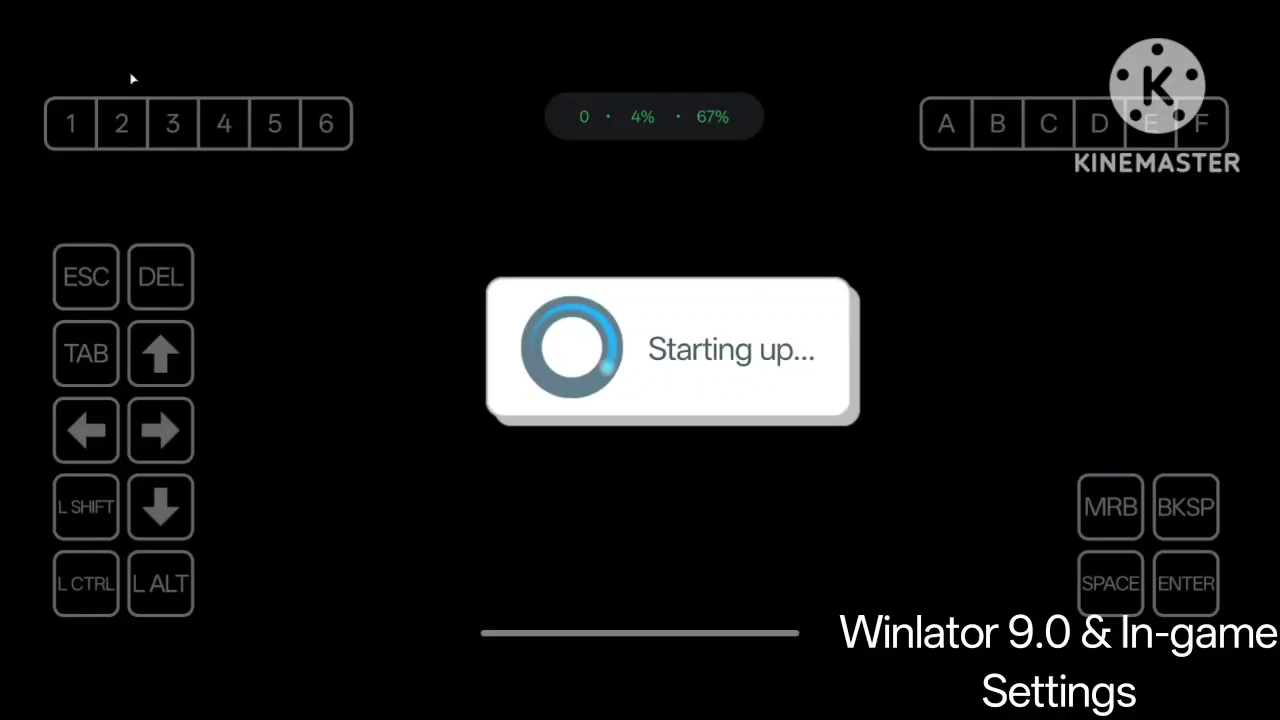 1 2 3 4 5 6
0 · 4% · 67%
A B C D E F
K
KINEMASTER
ESC DEL
TAB
Starting up...
L SHIFT
MRB BKSP
L CTRL L ALT
SPACE ENTER
Winlator 9.0 & In-game
Settings